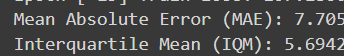 Mean Absolute Error (MAE): 7.705
Interquartile Mean (IQM): 5.6942